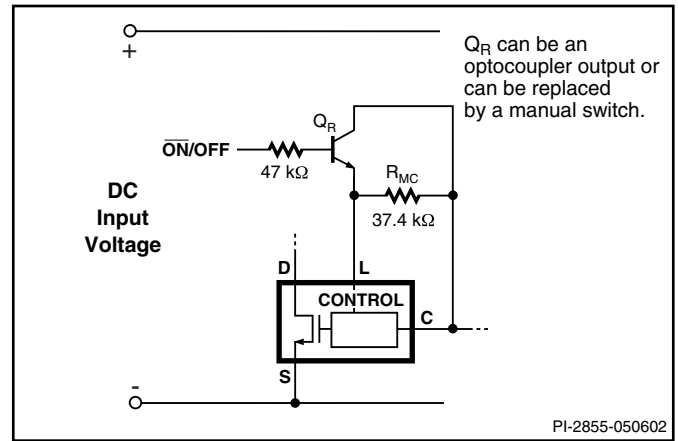 +
Q_R can be an
optocoupler output or
can be replaced
by a manual switch.
Q_R
ON/OFF
47 kΩ
R_MC
37.4 kΩ
DC
Input
Voltage
D
L
CONTROL
C
S
-
PI-2855-050602